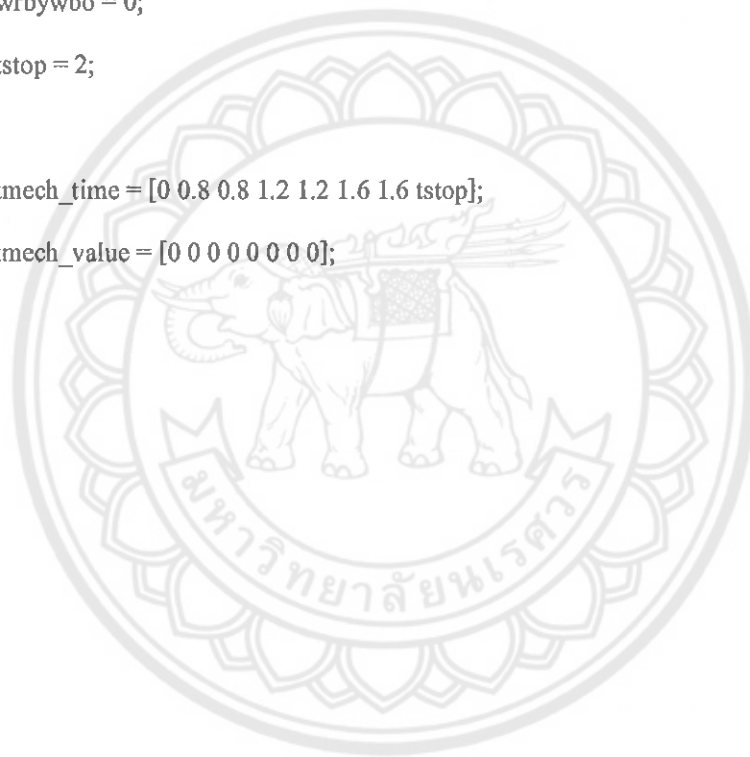 wrbywbo = 0;
tstop = 2;
tmech_time = [0 0.8 0.8 1.2 1.2 1.6 1.6 tstop];
tmech_value = [0 0 0 0 0 0 0 0];
มหาวิทยาลัยนเรศวร